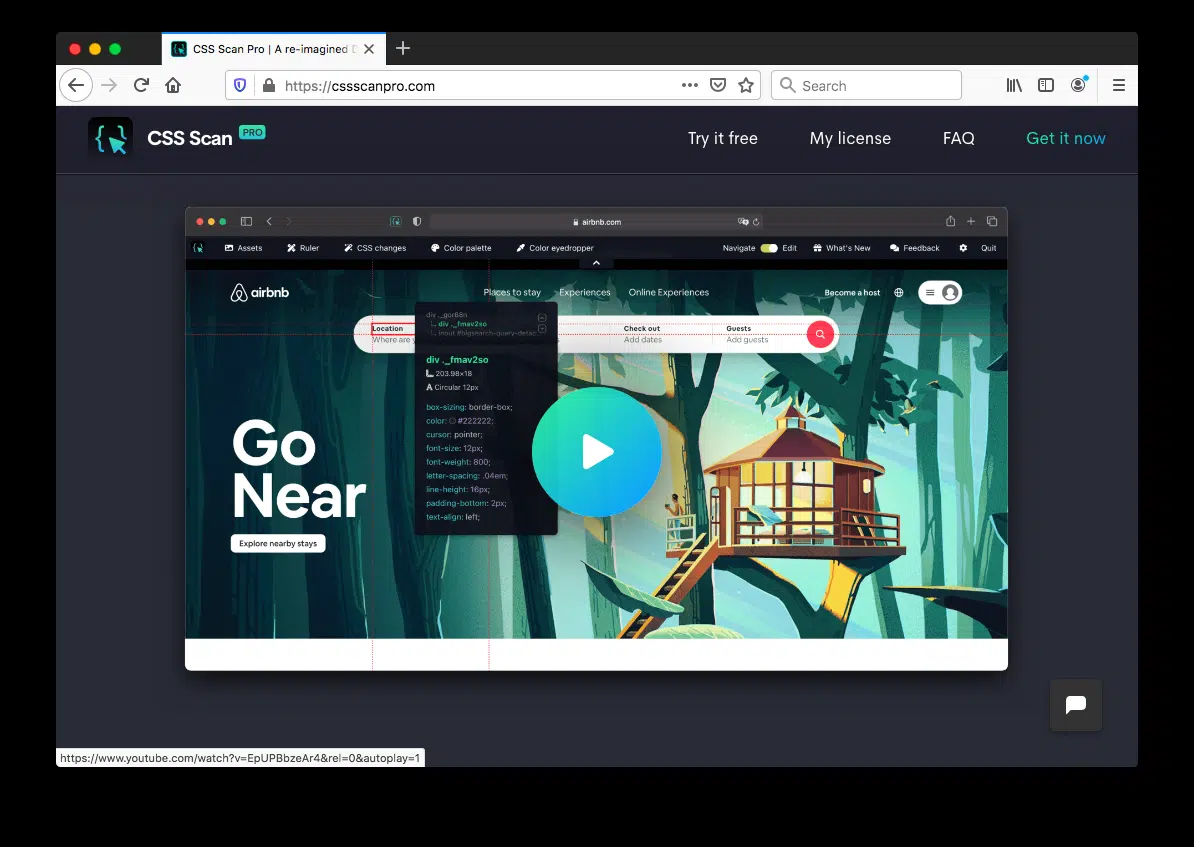 CSS Scan Pro | A re-imagined D
https://cssscanpro.com
Search
CSS Scan PRO
Try it free
My license
FAQ
Get it now
airbnb.com
Assets
Ruler
CSS changes
Color palette
Color eyedropper
Navigate
Edit
What's New
Feedback
Quit
airbnb
Places to stay
Experiences
Online Experiences
Become a host
div ._gor68n
div ._fmav2so
input #bigsearch-query-detac
Location
Where are y
Check out
Add dates
Guests
Add guests
div ._fmav2so
203.98×18
Circular 12px
box-sizing: border-box;
color: #222222;
cursor: pointer;
font-size: 12px;
font-weight: 800;
letter-spacing: .04em;
line-height: 16px;
padding-bottom: 2px;
text-align: left;
Go
Near
Explore nearby stays
https://www.youtube.com/watch?v=EpUPBbzeAr4&rel=0&autoplay=1